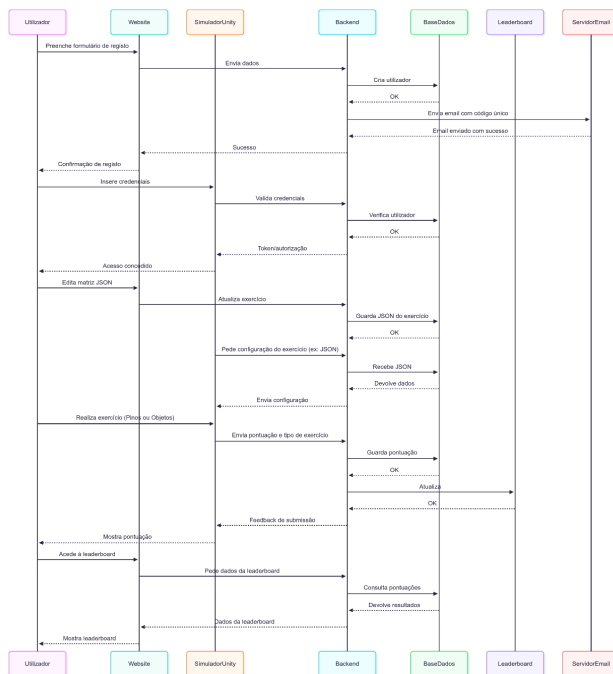 Utilizador
Website
SimuladorUnity
Backend
BaseDados
Leaderboard
ServidorEmail
Preenche formulário de registo
Envia dados
Cria utilizador
OK
Envia email com código único
Email enviado com sucesso
Sucesso
Confirmação de registo
Insere credenciais
Valida credenciais
Verifica utilizador
OK
Token/autorização
Acesso concedido
Edita matriz JSON
Atualiza exercício
Guarda JSON do exercício
OK
Pede configuração do exercício (ex: JSON)
Recebe JSON
Devolve dados
Envia configuração
Realiza exercício (Pinos ou Objetos)
Envia pontuação e tipo de exercício
Guarda pontuação
OK
Atualiza
OK
Feedback de submissão
Mostra pontuação
Acede à leaderboard
Pede dados da leaderboard
Consulta pontuações
Devolve resultados
Dados da leaderboard
Mostra leaderboard
Utilizador
Website
SimuladorUnity
Backend
BaseDados
Leaderboard
ServidorEmail